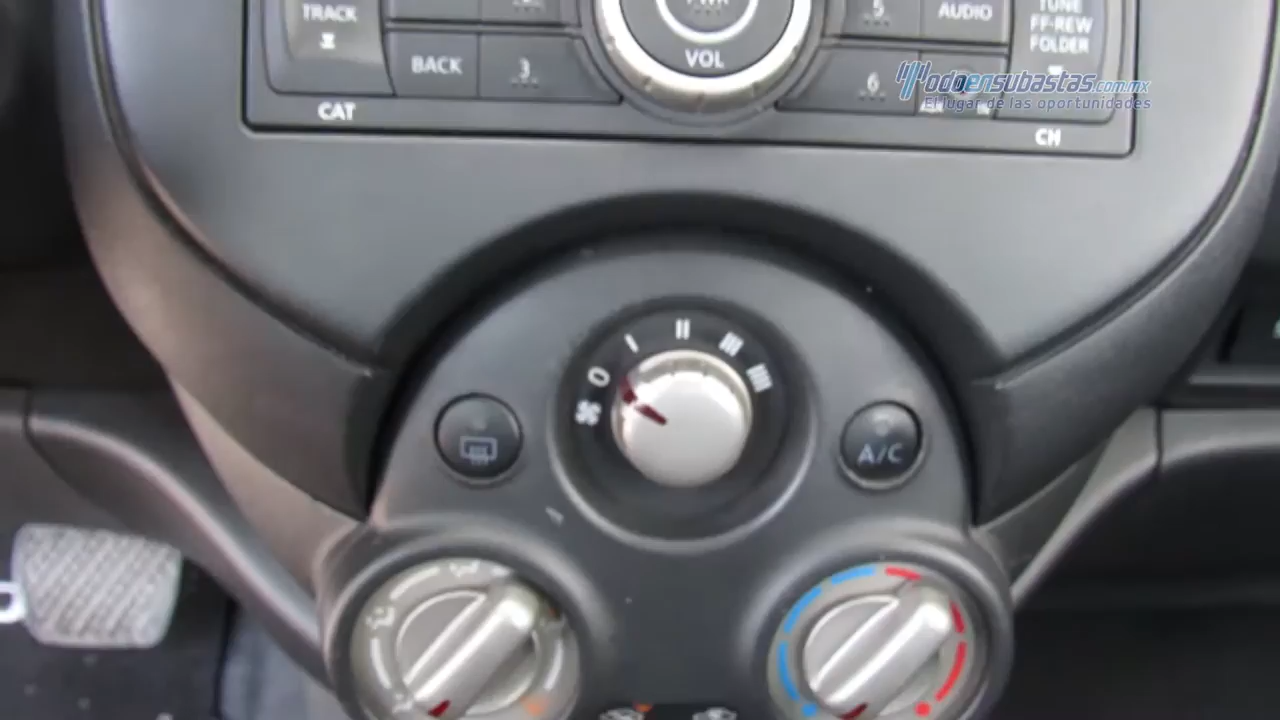 TRACK
5
AUDIO
TUNE
FF-REW
FOLDER
BACK
3
VOL
6
CAT
CH
Todoensubastas.com.mx
El lugar de las oportunidades
0 I II III IIII
A/C